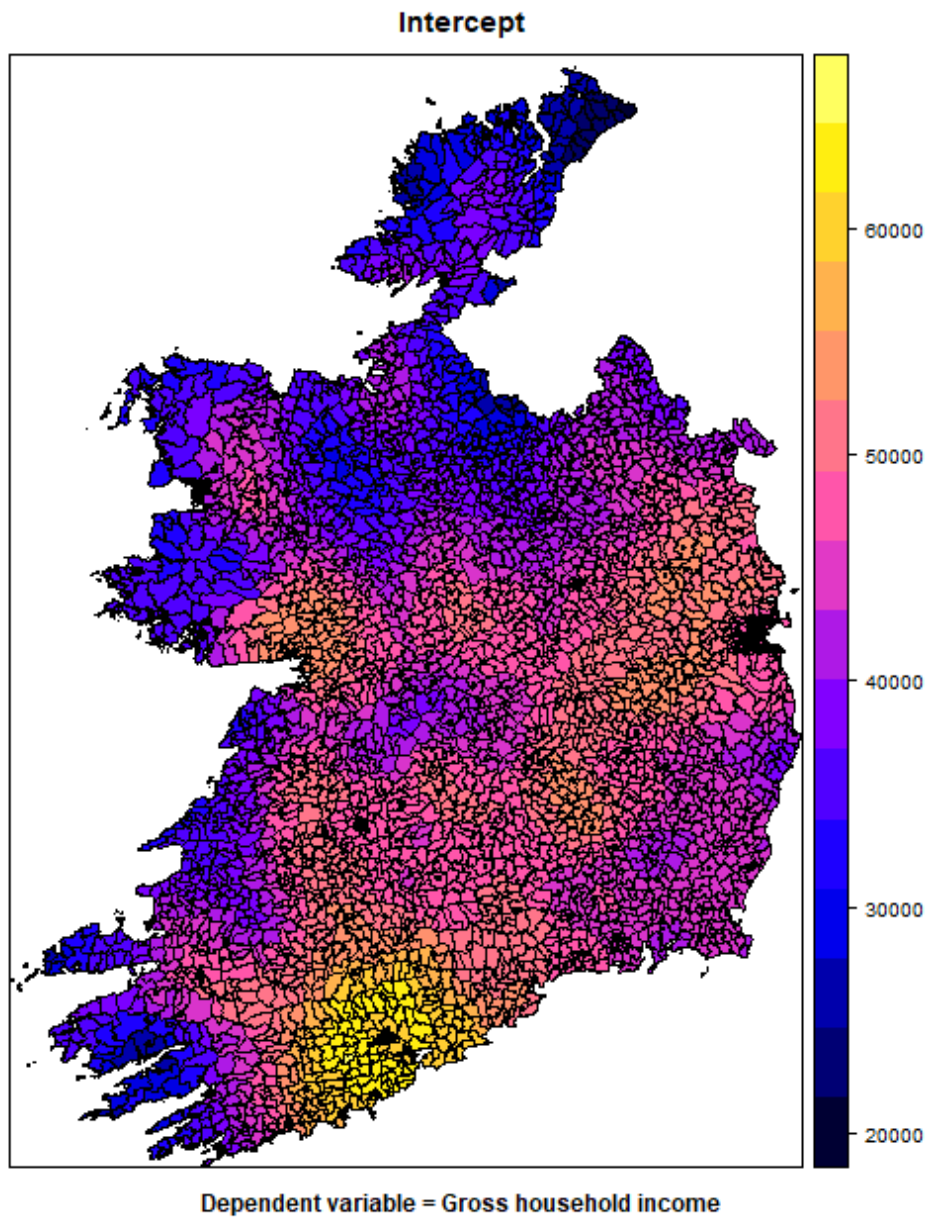 Intercept
60000
50000
40000
30000
20000
Dependent variable = Gross household income